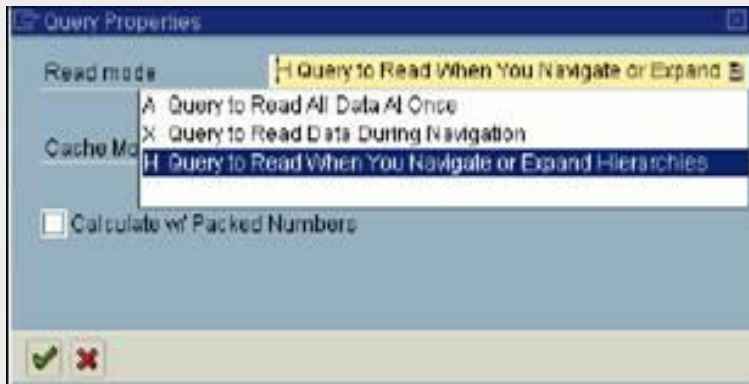 Query Properties
Read mode H Query to Read When You Navigate or Expand
A Query to Read All Data At Once
X Query to Read Data During Navigation
Cache Mo
H Query to Read When You Navigate or Expand Hierarchies
Calculate w/ Packed Numbers